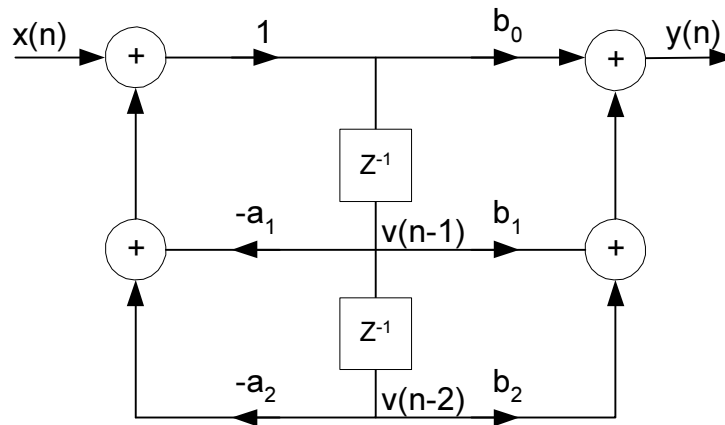 x(n) + 1 b₀ + y(n)
Z⁻¹
+ -a₁ v(n-1) b₁ +
Z⁻¹
-a₂ v(n-2) b₂